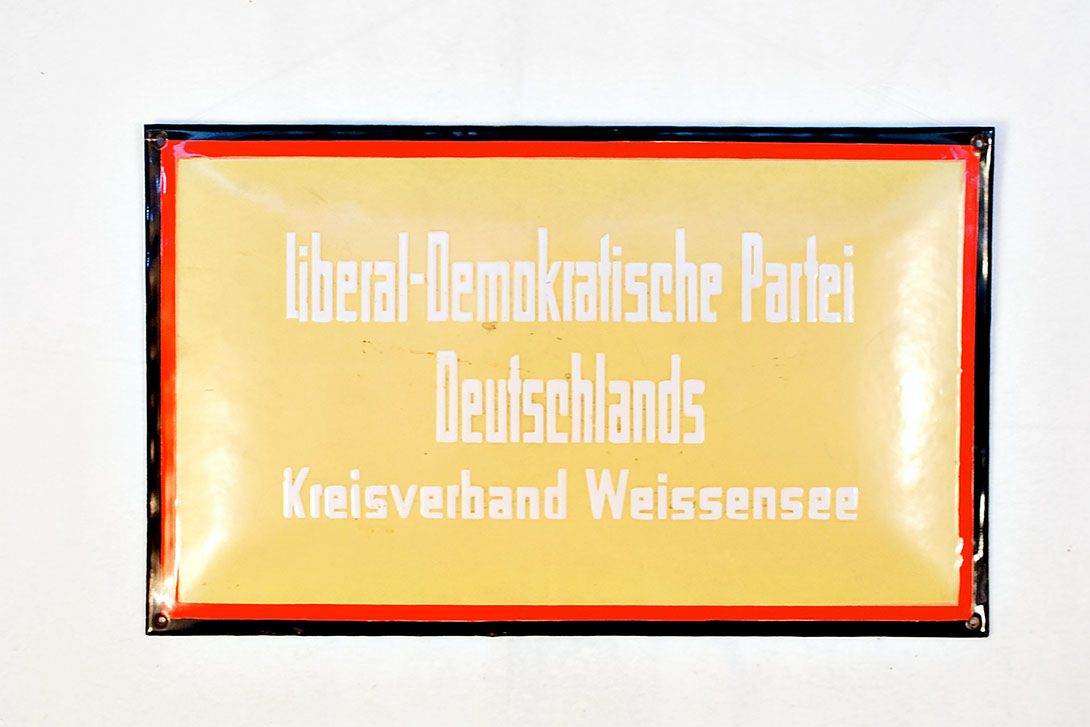 Liberal-Demokratische Partei
Deutschlands
Kreisverband Weissensee